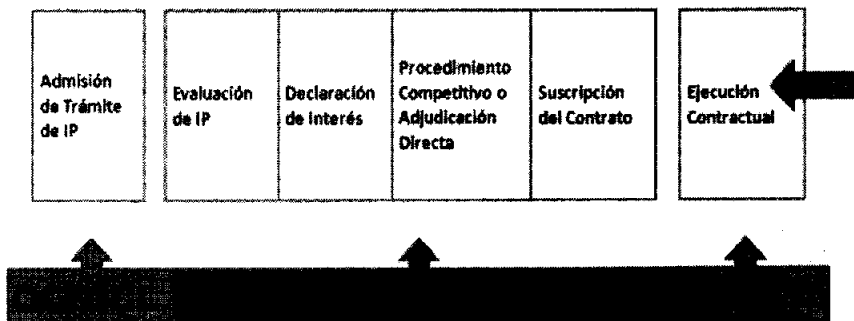 Admisión
de Trámite
de IP
Evaluación
de IP
Declaración
de Interés
Procedimiento
Competitivo o
Adjudicación
Directa
Suscripción
del Contrato
Ejecución
Contractual